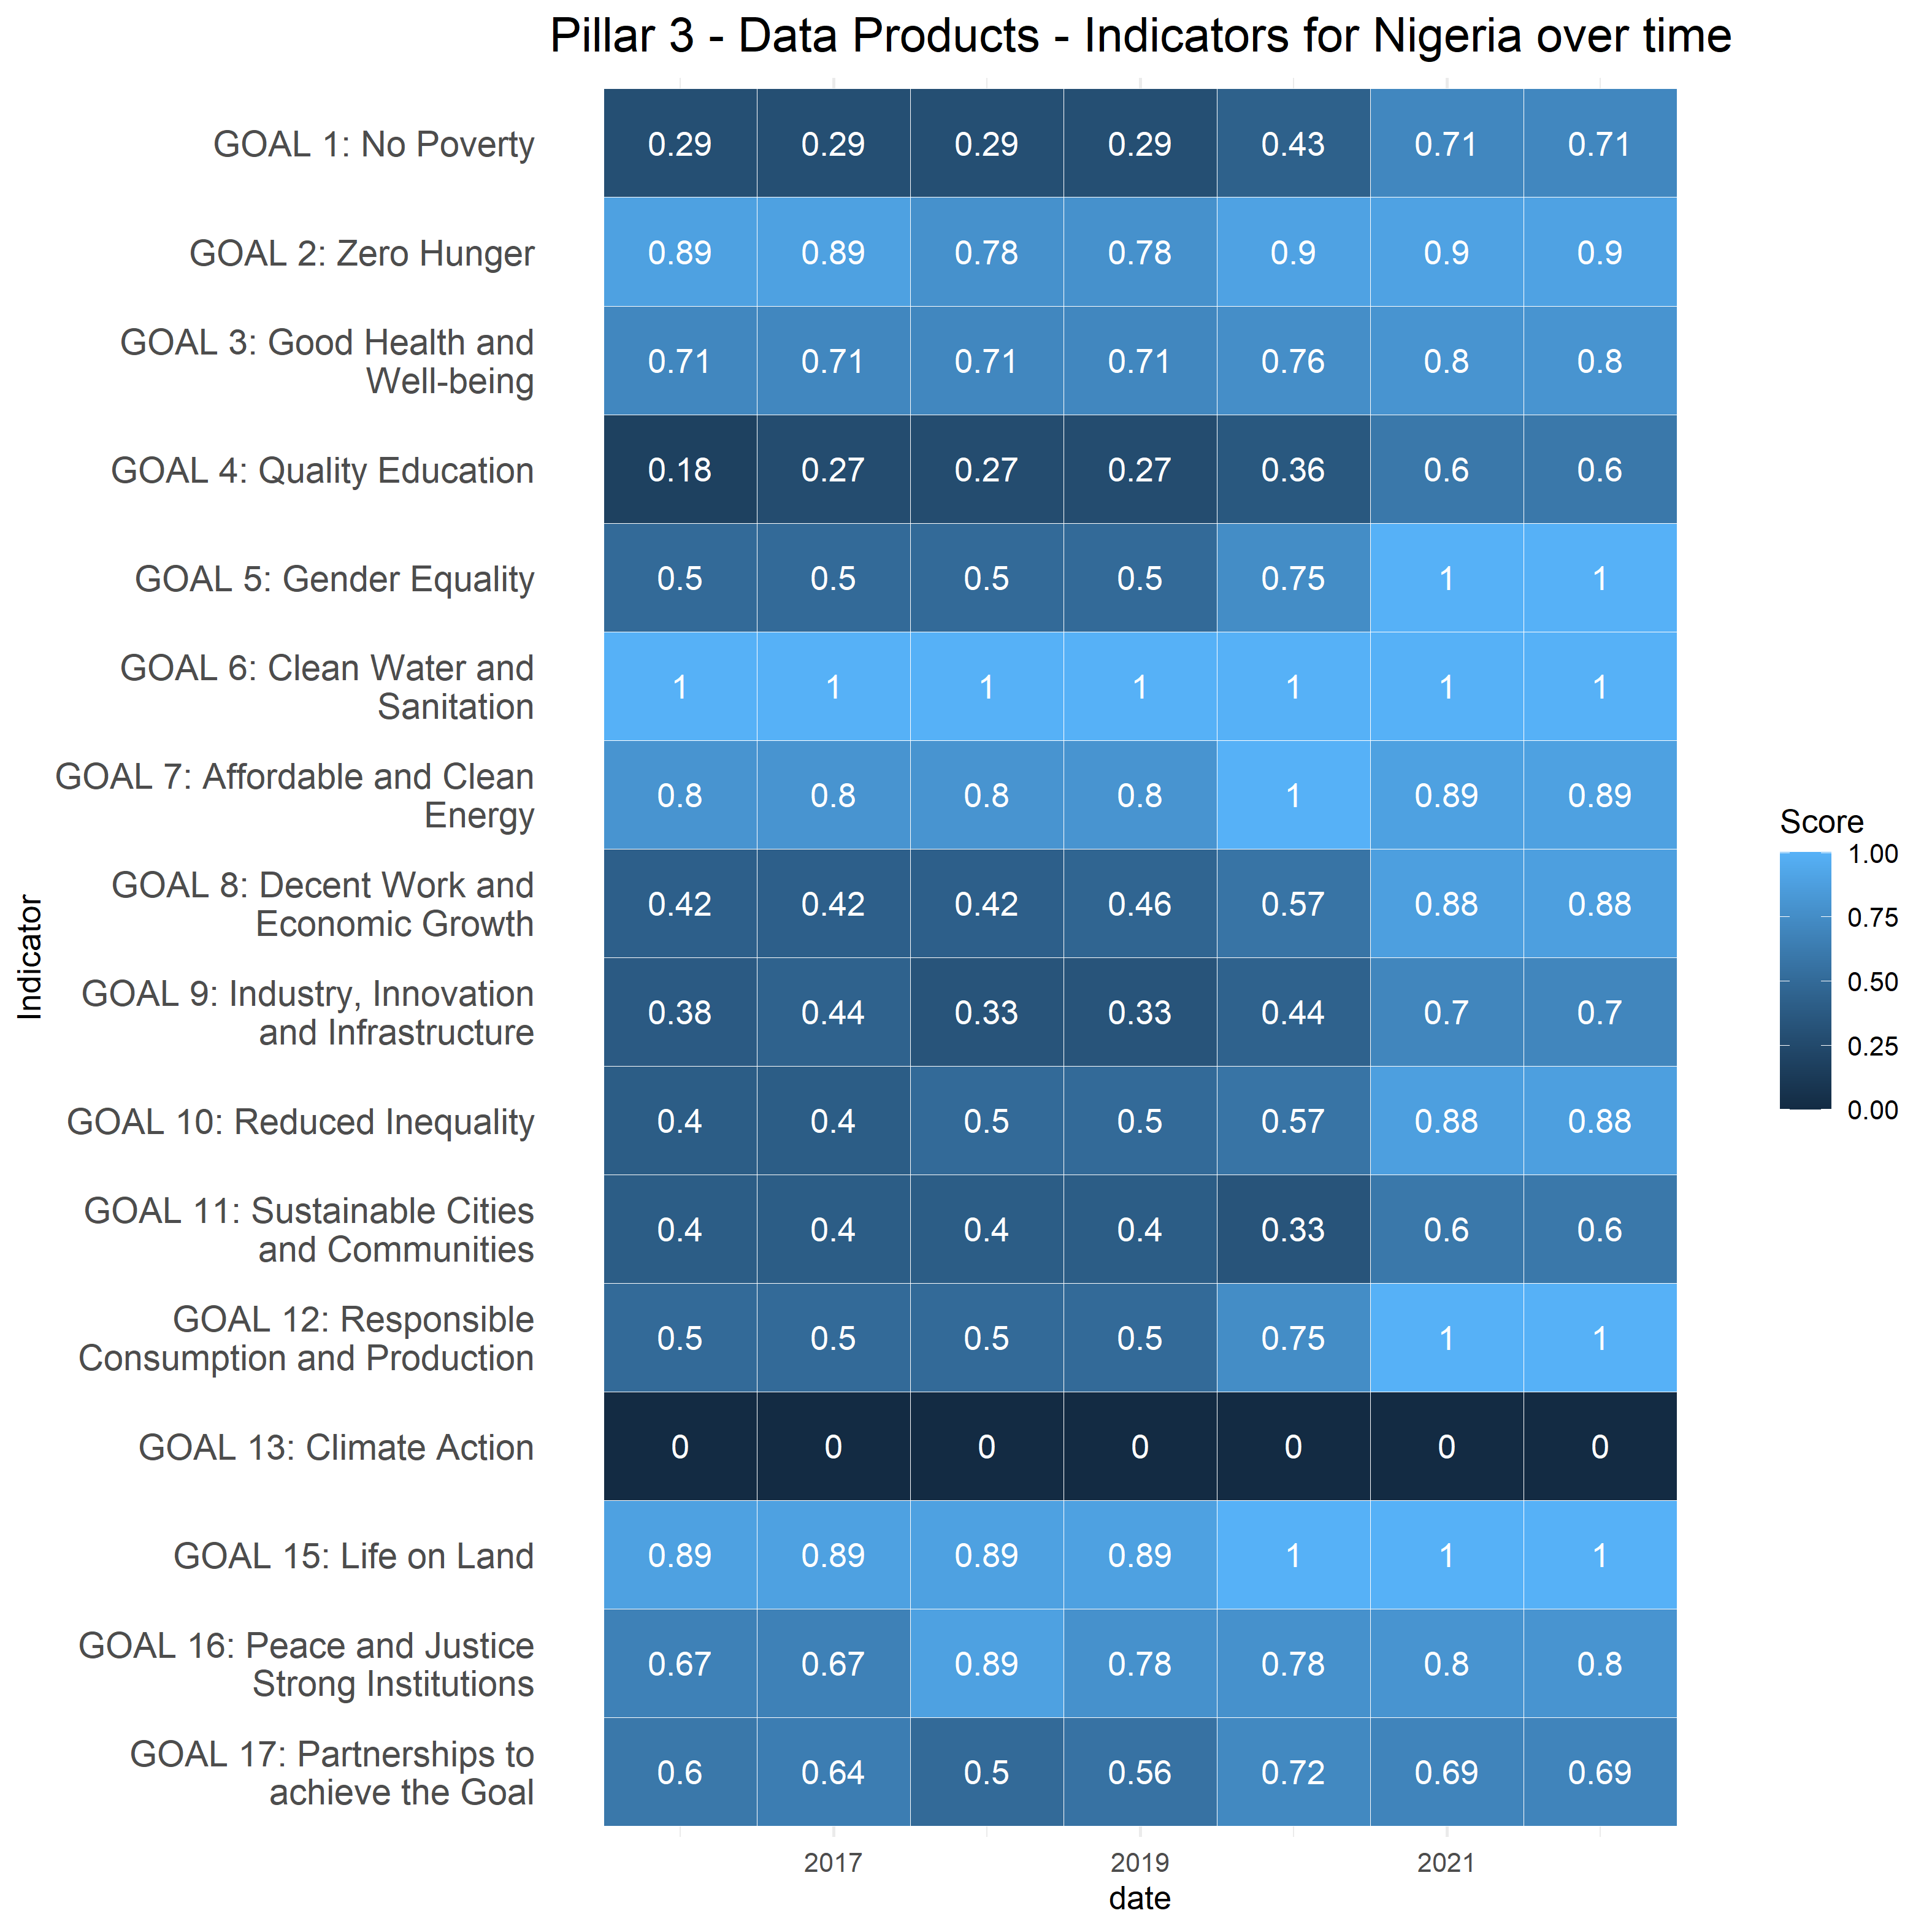 Pillar 3 - Data Products - Indicators for Nigeria over time
GOAL 1: No Poverty
0.29 0.29 0.29 0.29 0.43 0.71 0.71
GOAL 2: Zero Hunger
0.89 0.89 0.78 0.78 0.9 0.9 0.9
GOAL 3: Good Health and
Well-being
0.71 0.71 0.71 0.71 0.76 0.8 0.8
GOAL 4: Quality Education
0.18 0.27 0.27 0.27 0.36 0.6 0.6
GOAL 5: Gender Equality
0.5 0.5 0.5 0.5 0.75 1 1
GOAL 6: Clean Water and
Sanitation
1 1 1 1 1 1 1
GOAL 7: Affordable and Clean
Energy
0.8 0.8 0.8 0.8 1 0.89 0.89
GOAL 8: Decent Work and
Economic Growth
0.42 0.42 0.42 0.46 0.57 0.88 0.88
GOAL 9: Industry, Innovation
and Infrastructure
0.38 0.44 0.33 0.33 0.44 0.7 0.7
GOAL 10: Reduced Inequality
0.4 0.4 0.5 0.5 0.57 0.88 0.88
GOAL 11: Sustainable Cities
and Communities
0.4 0.4 0.4 0.4 0.33 0.6 0.6
GOAL 12: Responsible
Consumption and Production
0.5 0.5 0.5 0.5 0.75 1 1
GOAL 13: Climate Action
0 0 0 0 0 0 0
GOAL 15: Life on Land
0.89 0.89 0.89 0.89 1 1 1
GOAL 16: Peace and Justice
Strong Institutions
0.67 0.67 0.89 0.78 0.78 0.8 0.8
GOAL 17: Partnerships to
achieve the Goal
0.6 0.64 0.5 0.56 0.72 0.69 0.69
2017 2019 2021
date
Indicator
Score
1.00
0.75
0.50
0.25
0.00